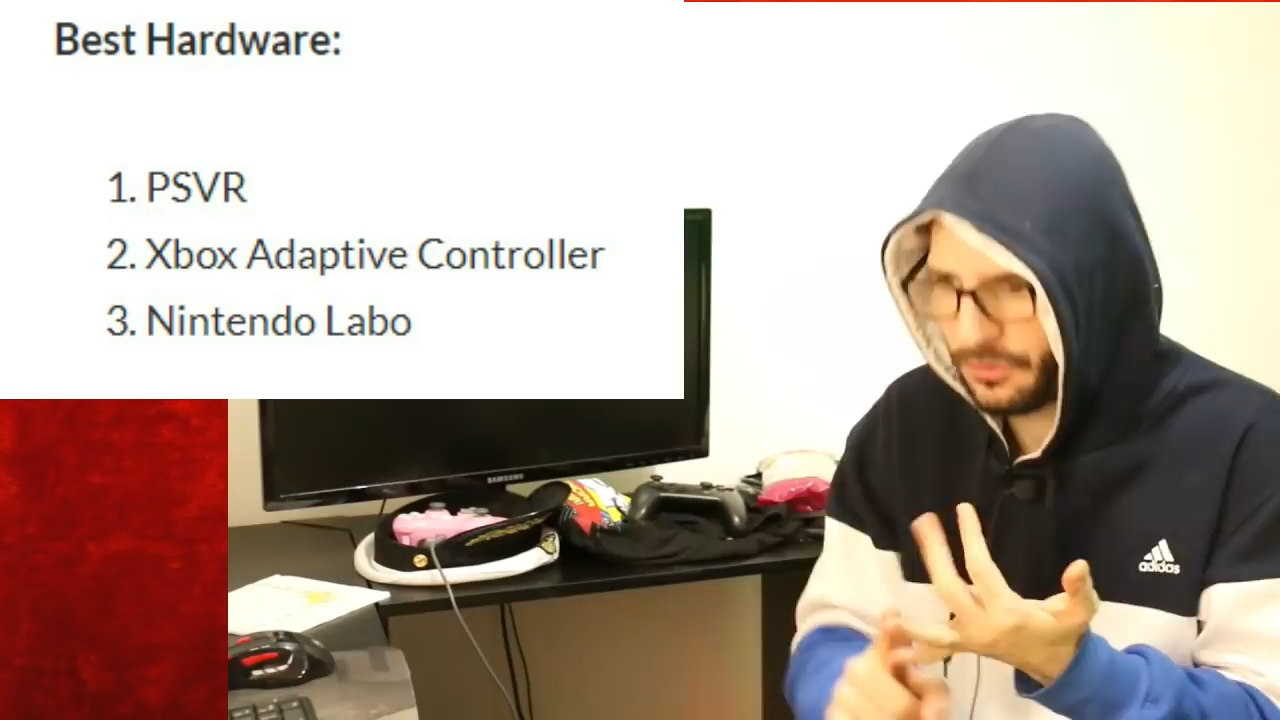 Best Hardware:
1. PSVR
2. Xbox Adaptive Controller
3. Nintendo Labo
SAMSUNG
adidas